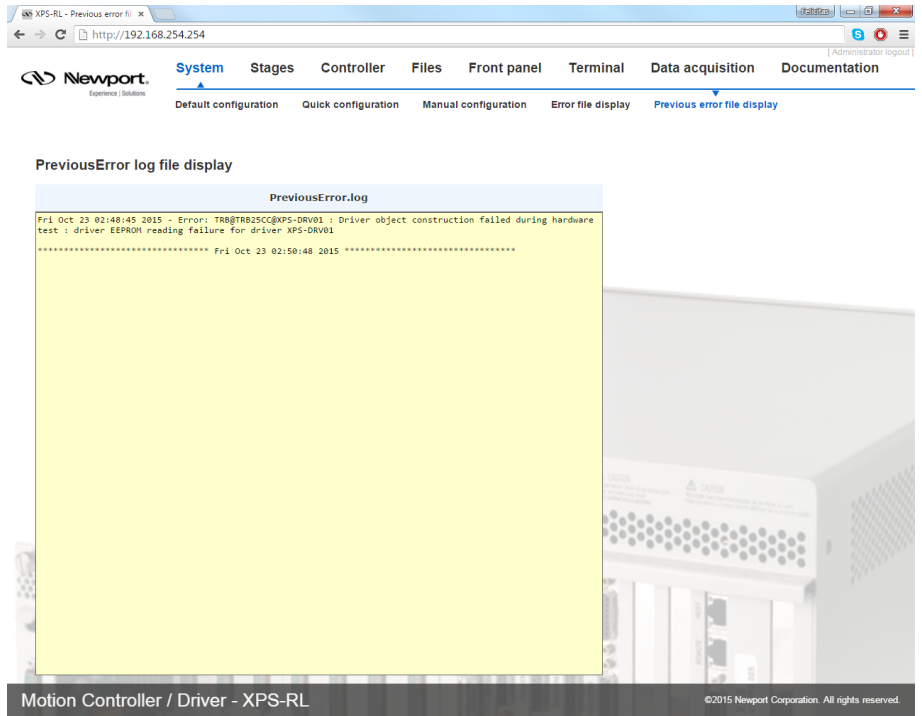 XPS-RL - Previous error fil
Felicitas
http://192.168.254.254
| Administrator logout |
Newport.
Experience | Solutions
System Stages Controller Files Front panel Terminal Data acquisition Documentation
Default configuration Quick configuration Manual configuration Error file display Previous error file display
PreviousError log file display
PreviousError.log
Fri Oct 23 02:48:45 2015 - Error: TRB@TRB25CC@XPS-DRV01 : Driver object construction failed during hardware
test : driver EEPROM reading failure for driver XPS-DRV01
********************************* Fri Oct 23 02:50:48 2015 *********************************
CAUTION
CAUTION
Motion Controller / Driver - XPS-RL
©2015 Newport Corporation. All rights reserved.